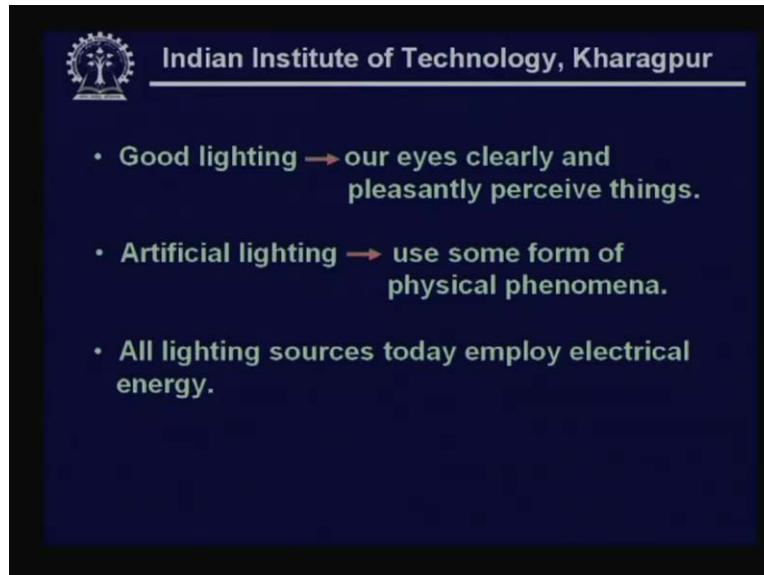 Indian Institute of Technology, Kharagpur
• Good lighting → our eyes clearly and
pleasantly perceive things.
• Artificial lighting → use some form of
physical phenomena.
• All lighting sources today employ electrical
energy.